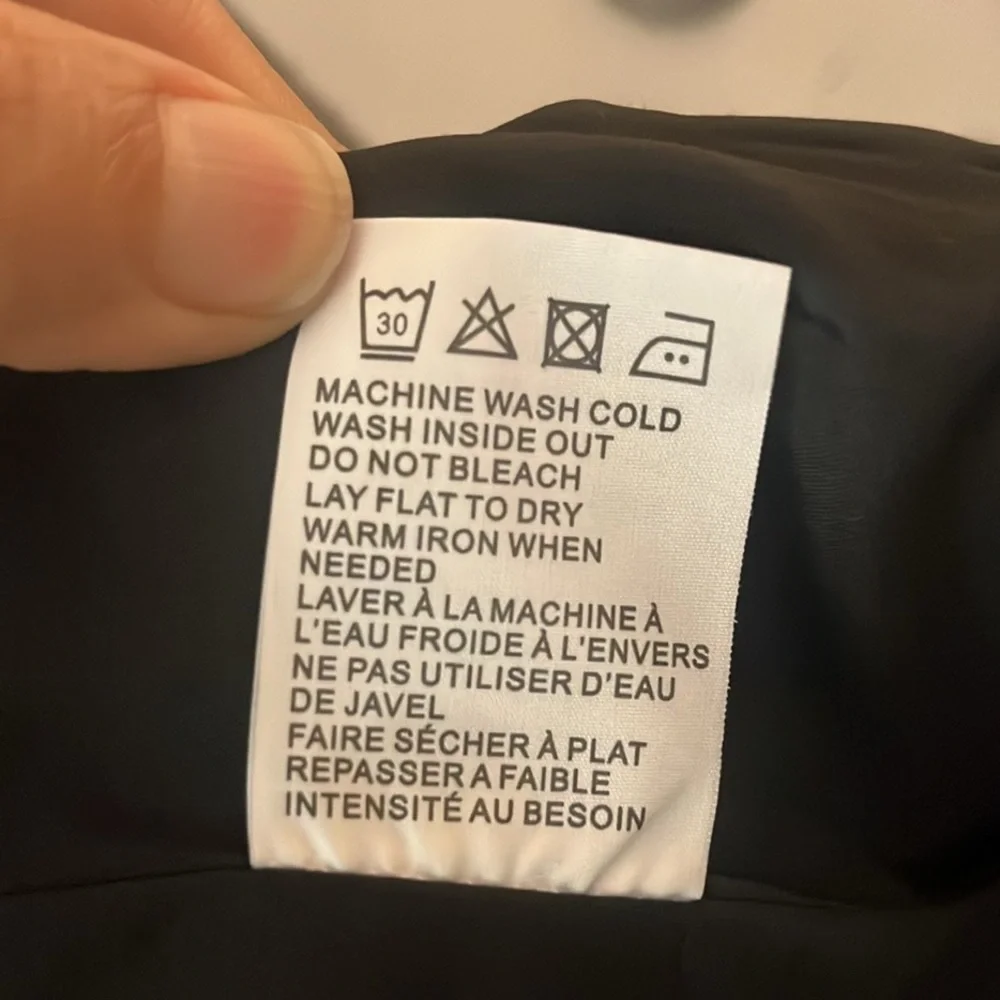 30
MACHINE WASH COLD
WASH INSIDE OUT
DO NOT BLEACH
LAY FLAT TO DRY
WARM IRON WHEN
NEEDED
LAVER À LA MACHINE À
L'EAU FROIDE À L'ENVERS
NE PAS UTILISER D'EAU
DE JAVEL
FAIRE SÉCHER À PLAT
REPASSER A FAIBLE
INTENSITÉ AU BESOIN